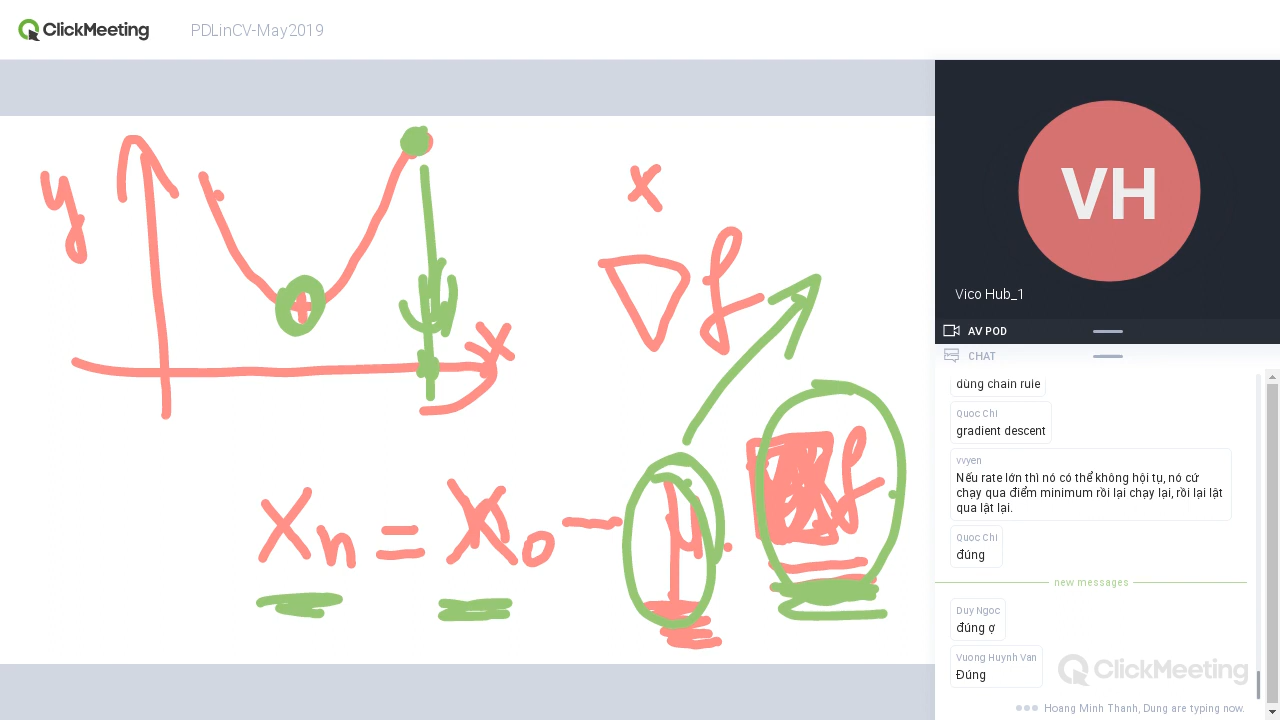 ClickMeeting PDLinCV-May2019
y
x
x
∇f
Xn = Xo - μ.
f
VH
Vico Hub_1
AV POD
CHAT
dùng chain rule
Quoc Chi
gradient descent
vvyen
Nếu rate lớn thì nó có thể không hội tụ, nó cứ
chạy qua điểm minimum rồi lại chạy lại, rồi lại lật
qua lật lại.
Quoc Chi
đúng
new messages
Duy Ngoc
đúng ợ
Vuong Huynh Van
Đúng
ClickMeeting
Hoang Minh Thanh, Dung are typing now.